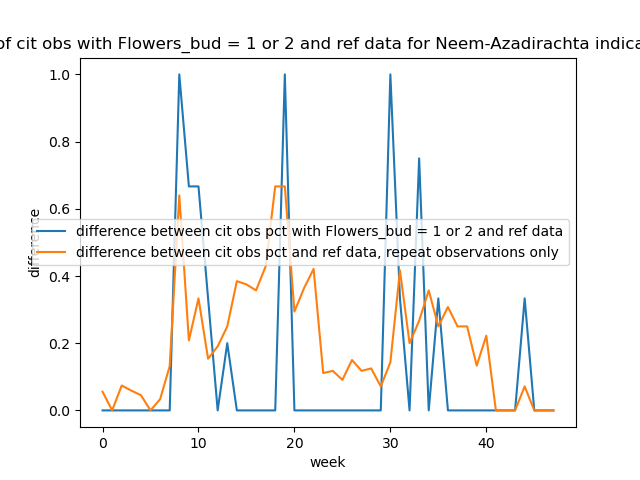 of cit obs with Flowers_bud = 1 or 2 and ref data for Neem-Azadirachta indica
1.0
0.8
0.6
0.4
0.2
0.0
difference
difference between cit obs pct with Flowers_bud = 1 or 2 and ref data
difference between cit obs pct and ref data, repeat observations only
0 10 20 30 40
week